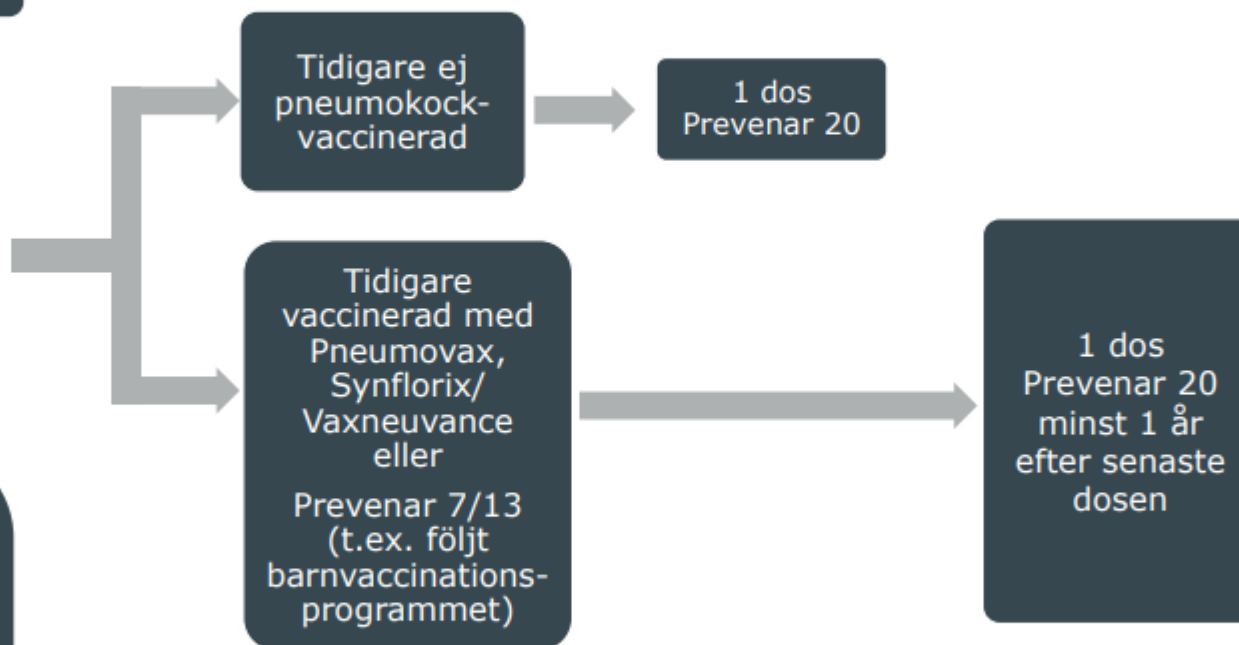 Tidigare ej
pneumokock-
vaccinerad
1 dos
Prevenar 20
Tidigare
vaccinerad med
Pneumovax,
Synflorix/
Vaxneuvance
eller
Prevenar 7/13
(t.ex. följt
barnvaccinations-
programmet)
1 dos
Prevenar 20
minst 1 år
efter senaste
dosen